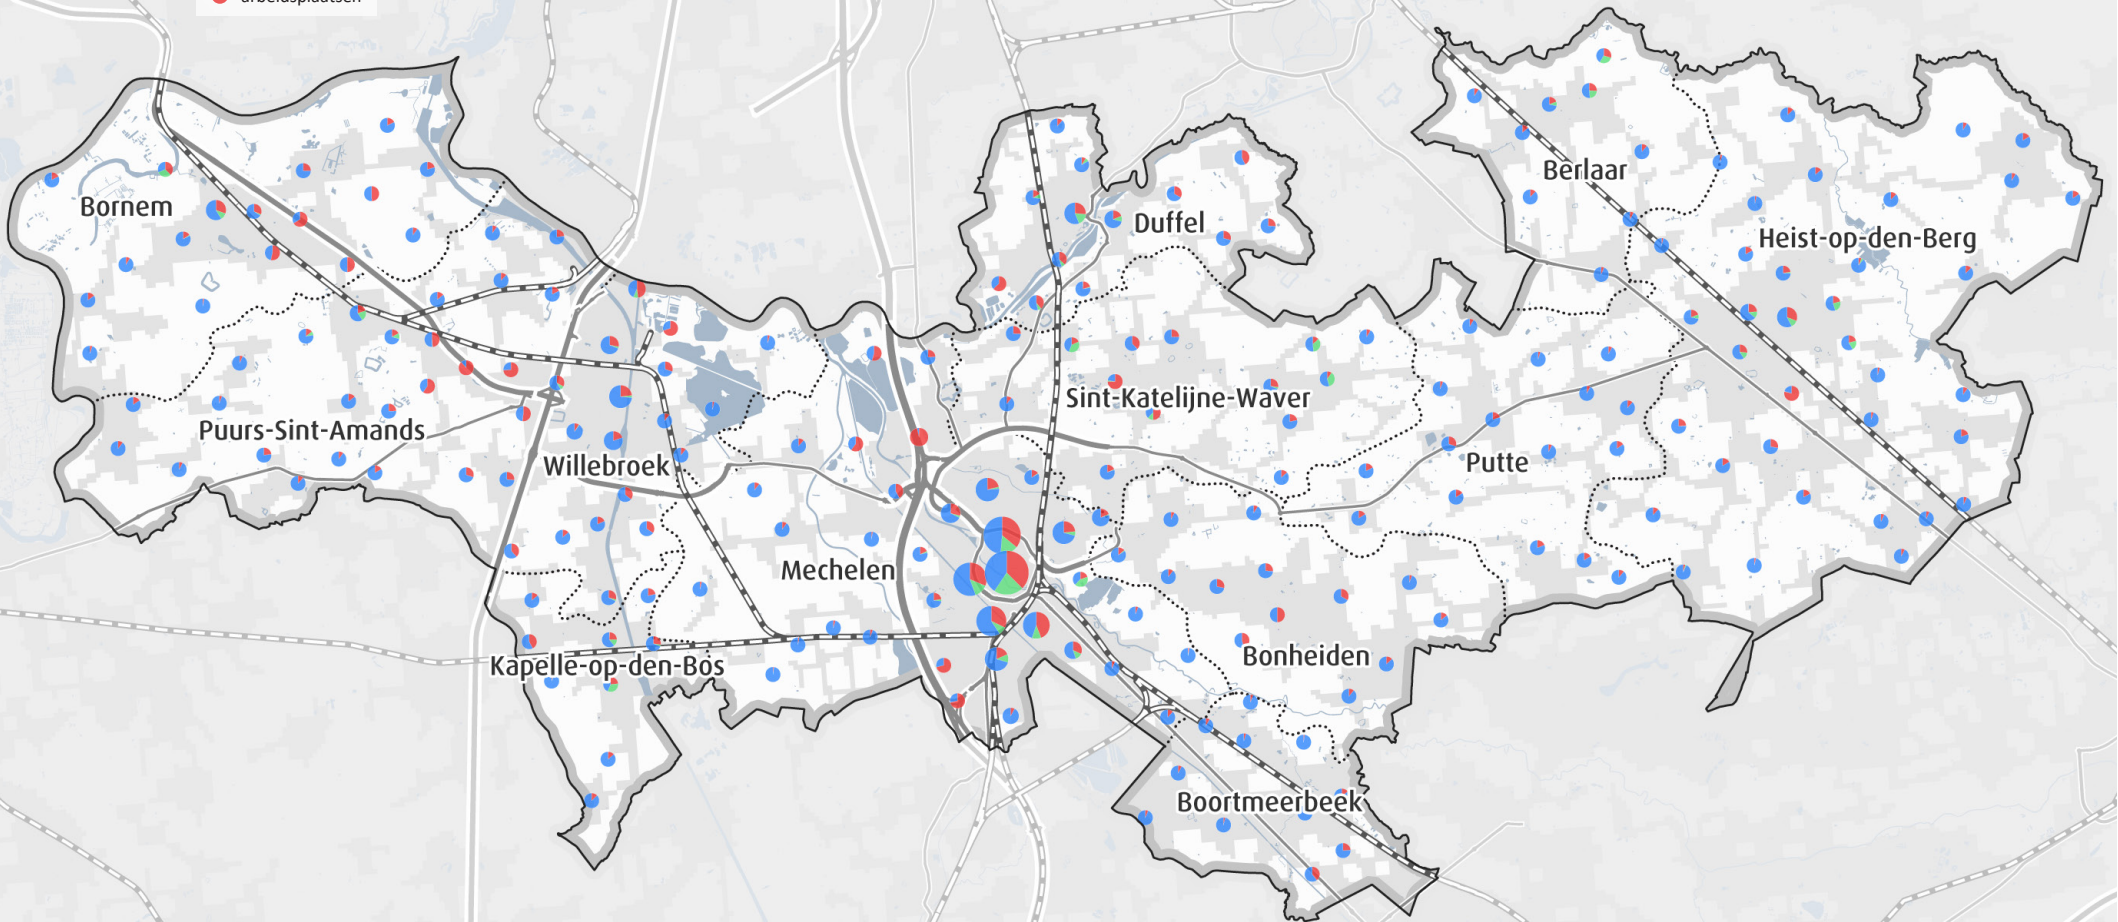 arbeidsplaatsen
Bornem
Duffel
Berlaar
Heist-op-den-Berg
Puurs-Sint-Amands
Sint-Katelijne-Waver
Willebroek
Putte
Mechelen
Kapelle-op-den-Bos
Bonheiden
Boortmeerbeek